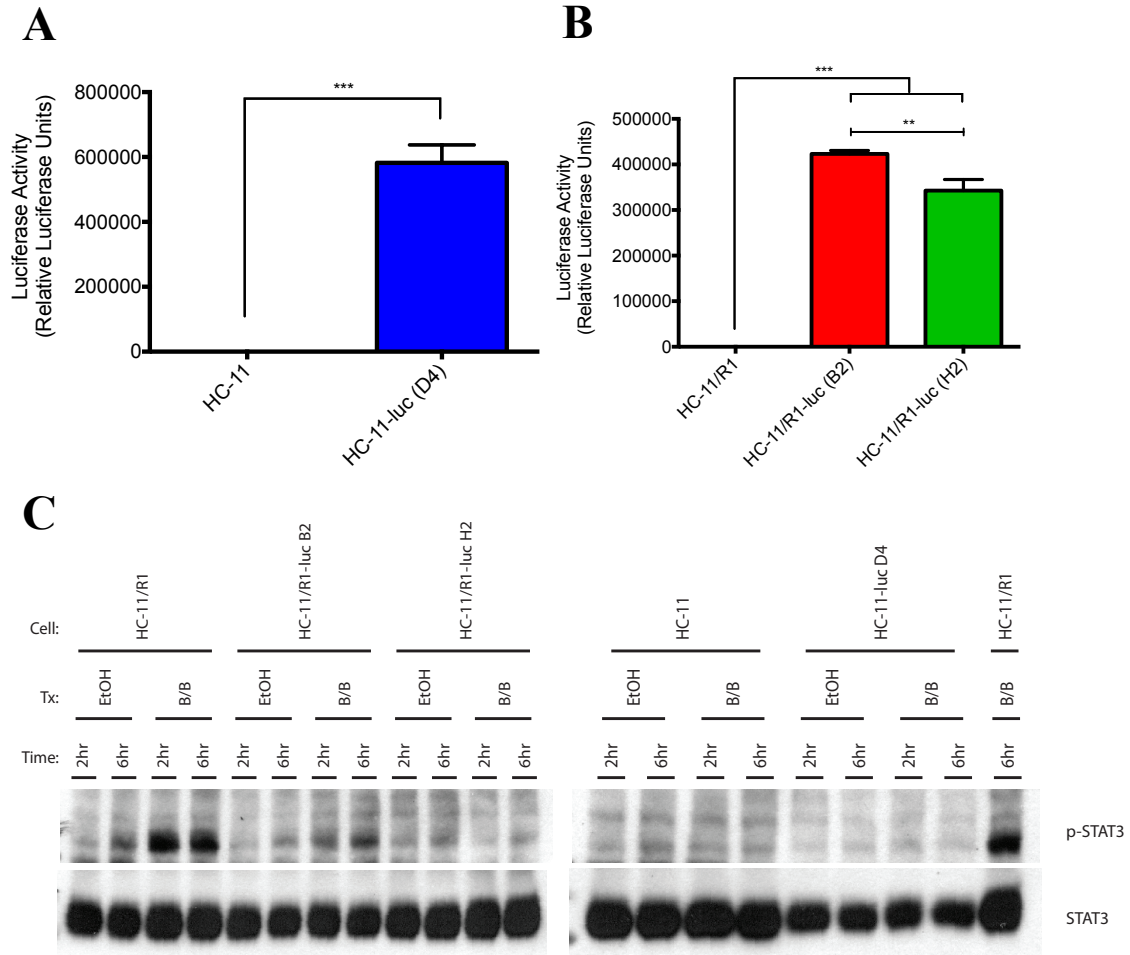 A
Luciferase Activity
(Relative Luciferase Units)
800000
600000
400000
200000
0
***
HC-11
HC-11-luc (D4)
B
Luciferase Activity
(Relative Luciferase Units)
500000
400000
300000
200000
100000
0
***
**
HC-11/R1
HC-11/R1-luc (B2)
HC-11/R1-luc (H2)
C
Cell: HC-11/R1 HC-11/R1-luc B2 HC-11/R1-luc H2 HC-11 HC-11-luc D4 HC-11/R1
Tx: EtOH B/B EtOH B/B EtOH B/B EtOH B/B EtOH B/B B/B
Time: 2hr 6hr 2hr 6hr 2hr 6hr 2hr 6hr 2hr 6hr 2hr 6hr 2hr 6hr 2hr 6hr 2hr 6hr 2hr 6hr 6hr
p-STAT3
STAT3